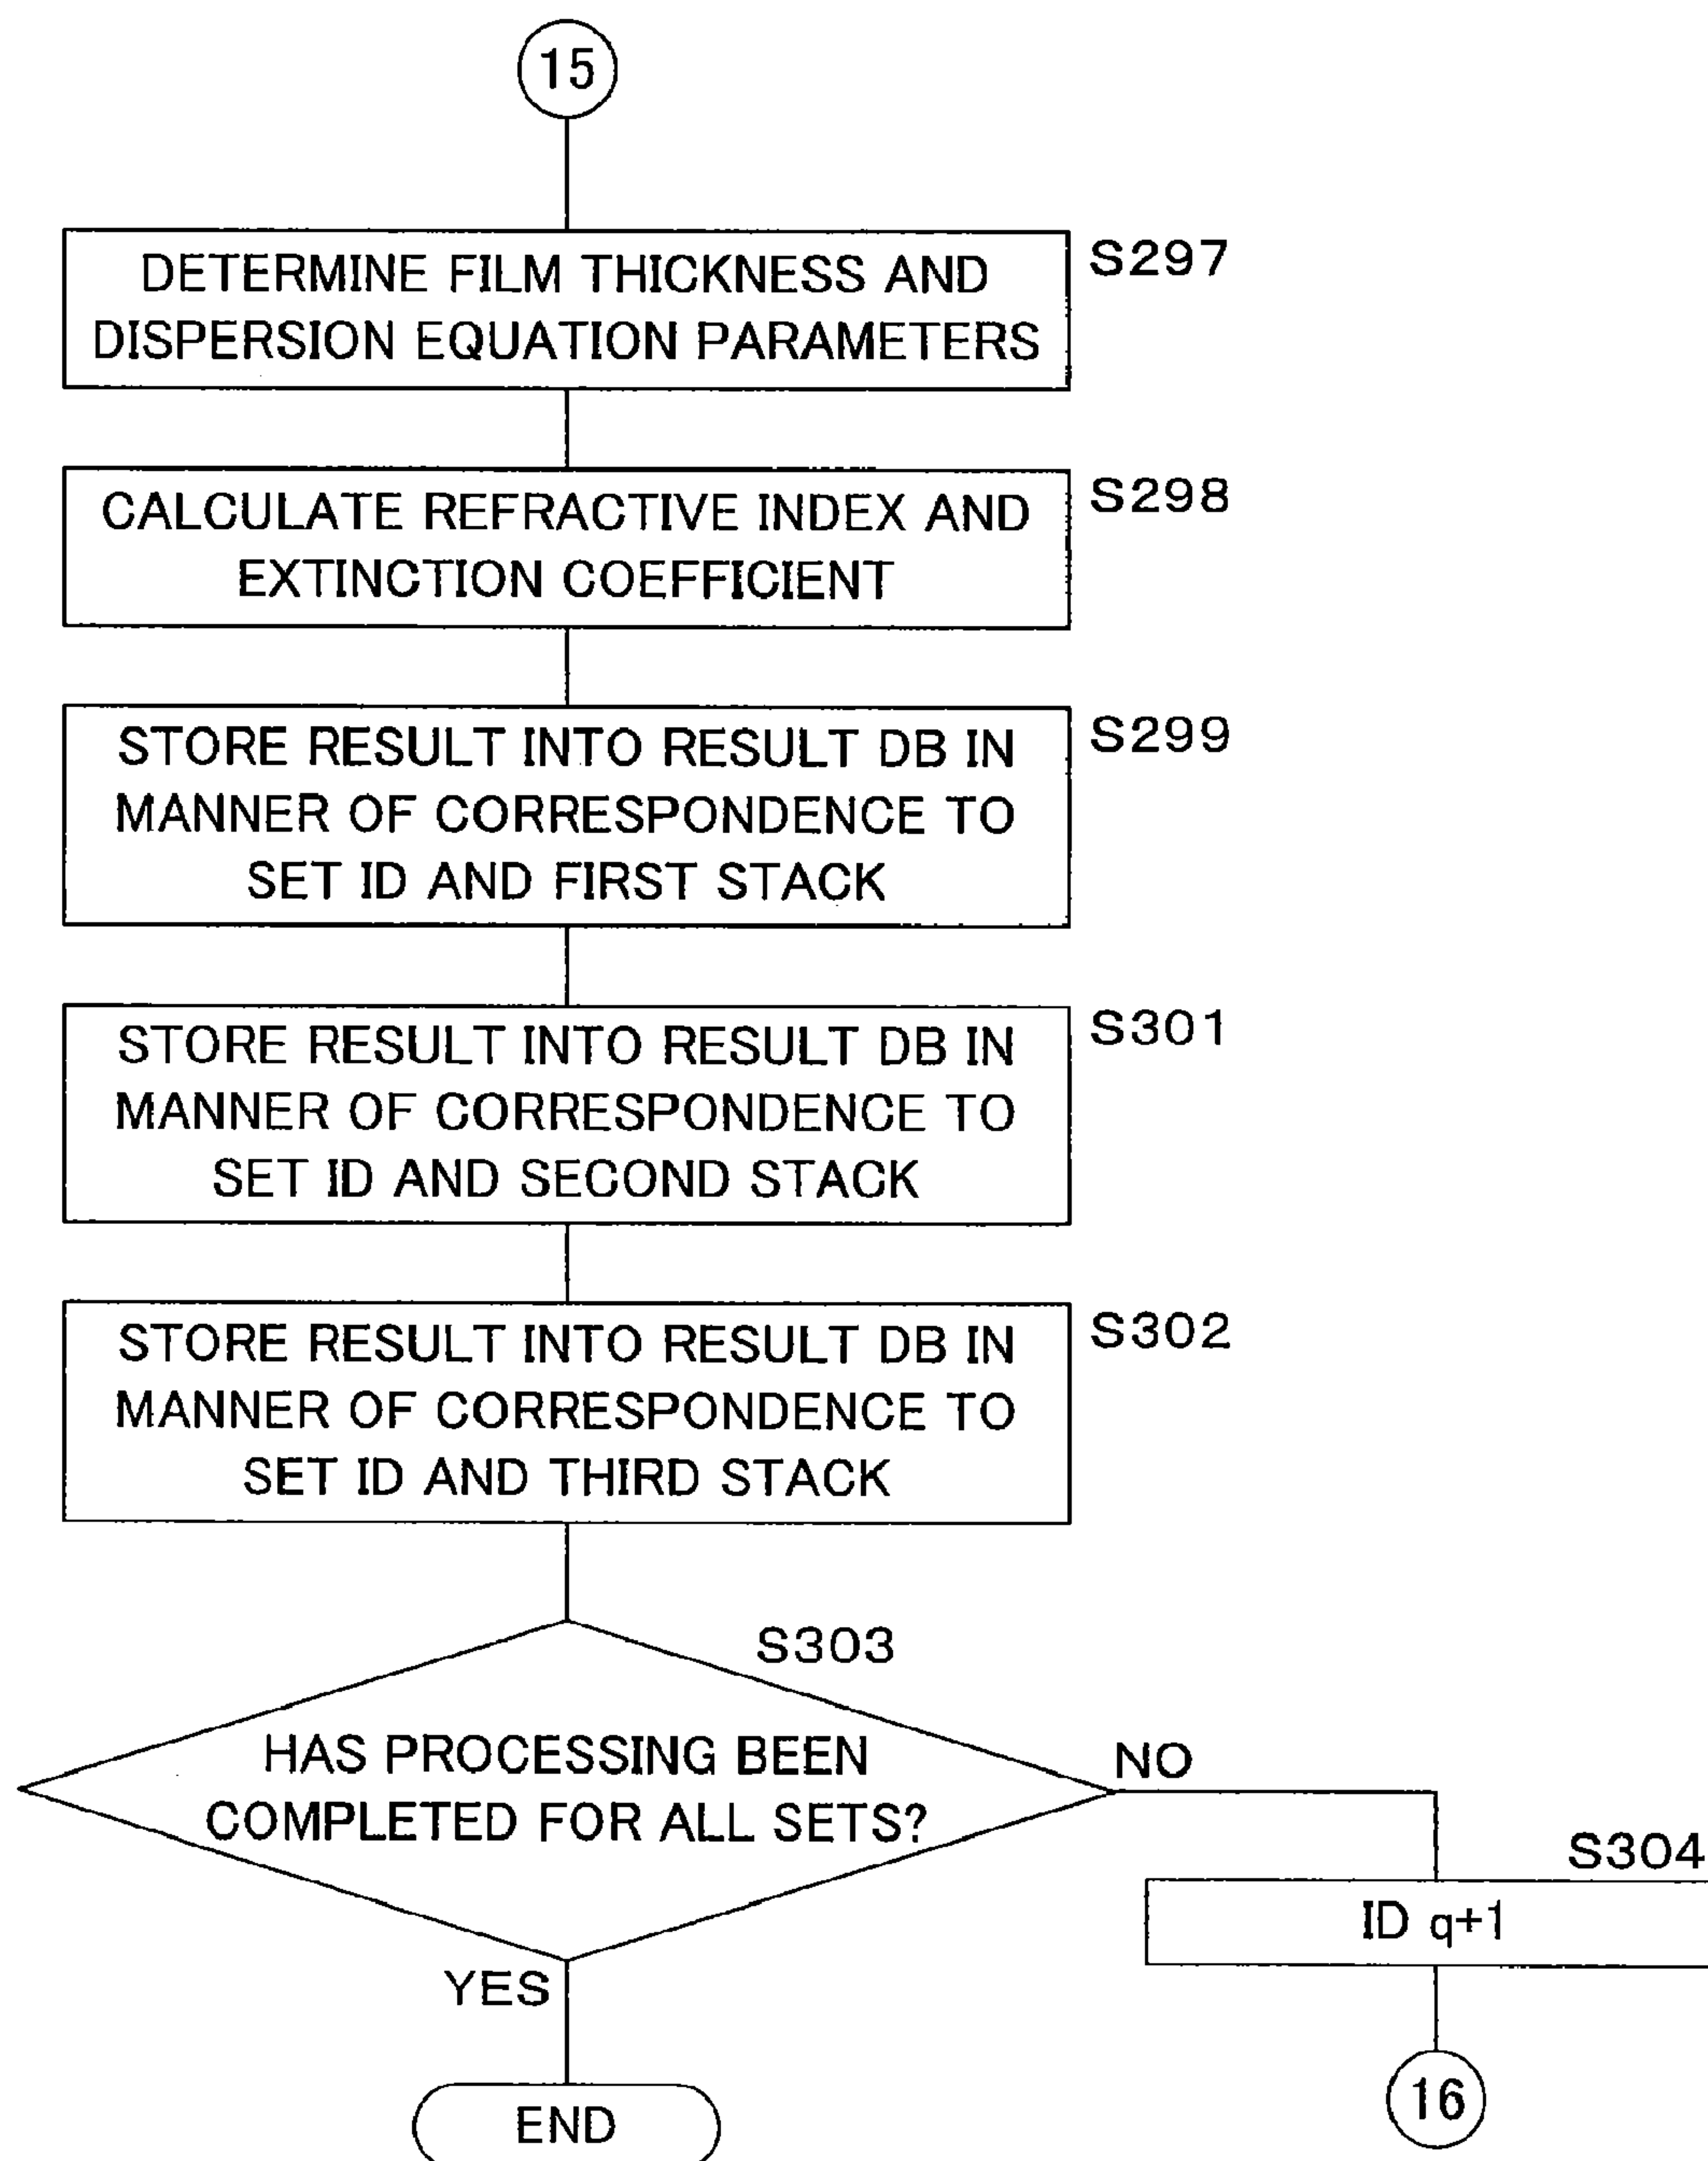 15
DETERMINE FILM THICKNESS AND
DISPERSION EQUATION PARAMETERS
S297
CALCULATE REFRACTIVE INDEX AND
EXTINCTION COEFFICIENT
S298
STORE RESULT INTO RESULT DB IN
MANNER OF CORRESPONDENCE TO
SET ID AND FIRST STACK
S299
STORE RESULT INTO RESULT DB IN
MANNER OF CORRESPONDENCE TO
SET ID AND SECOND STACK
S301
STORE RESULT INTO RESULT DB IN
MANNER OF CORRESPONDENCE TO
SET ID AND THIRD STACK
S302
S303
HAS PROCESSING BEEN
COMPLETED FOR ALL SETS?
NO
S304
ID q+1
YES
END
16